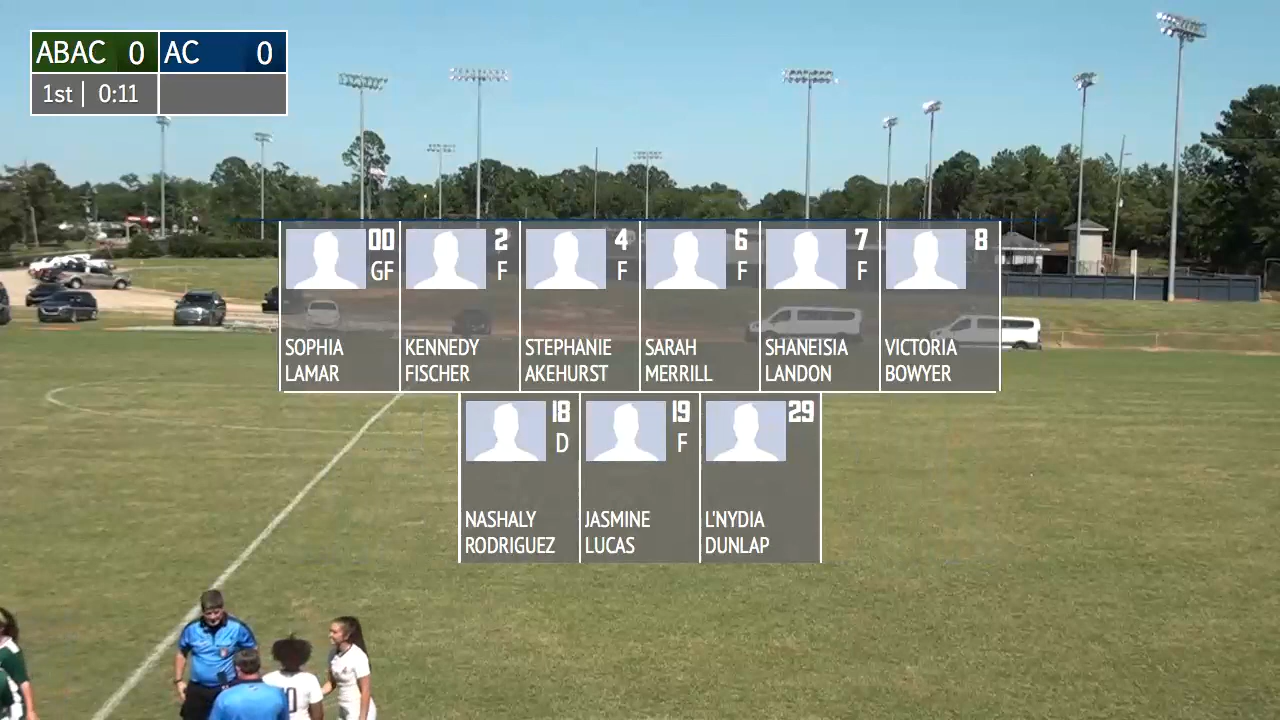 ABAC 0 AC 0
1st | 0:11
00 2 4 6 7 8
GF F F F F
SOPHIA KENNEDY STEPHANIE SARAH SHANEISIA VICTORIA
LAMAR FISCHER AKEHURST MERRILL LANDON BOWYER
18 19 29
D F
NASHALY JASMINE L'NYDIA
RODRIGUEZ LUCAS DUNLAP